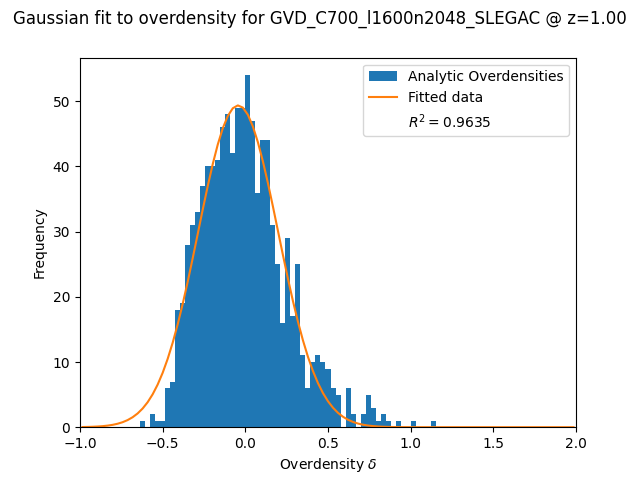 Gaussian fit to overdensity for GVD_C700_l1600n2048_SLEGAC @ z=1.00
Analytic Overdensities
Fitted data
R² = 0.9635
Frequency
50
40
30
20
10
0
−1.0 −0.5 0.0 0.5 1.0 1.5 2.0
Overdensity δ